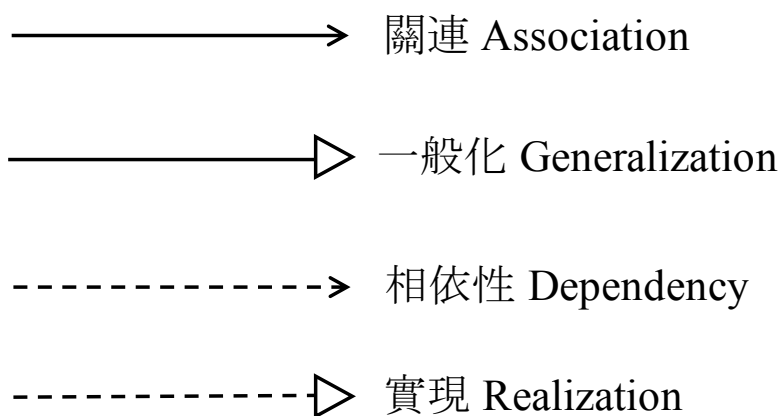 關連 Association
一般化 Generalization
相依性 Dependency
實現 Realization